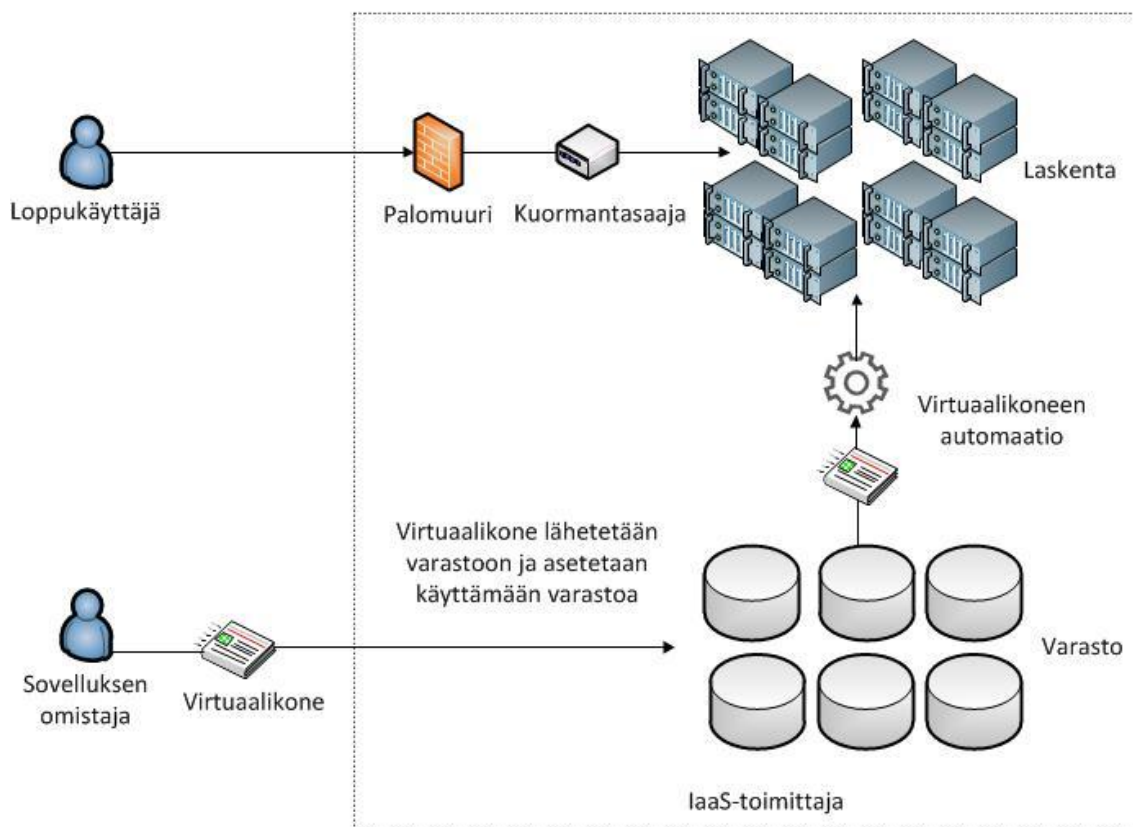 Loppukäyttäjä
Palomuuri
Kuormantasaaja
Laskenta
Virtuaalikoneen
automaatio
Virtuaalikone lähetetään
varastoon ja asetetaan
käyttämään varastoa
Sovelluksen
omistaja
Virtuaalikone
Varasto
IaaS-toimittaja